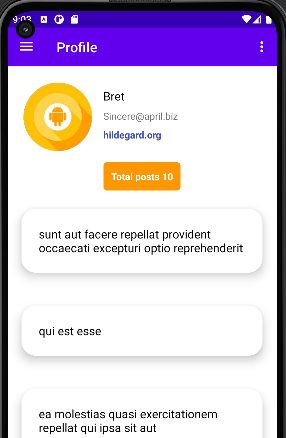 9:03
Profile
Bret
Sincere@april.biz
hildegard.org
Total posts 10
sunt aut facere repellat provident
occaecati excepturi optio reprehenderit
qui est esse
ea molestias quasi exercitationem
repellat qui ipsa sit aut